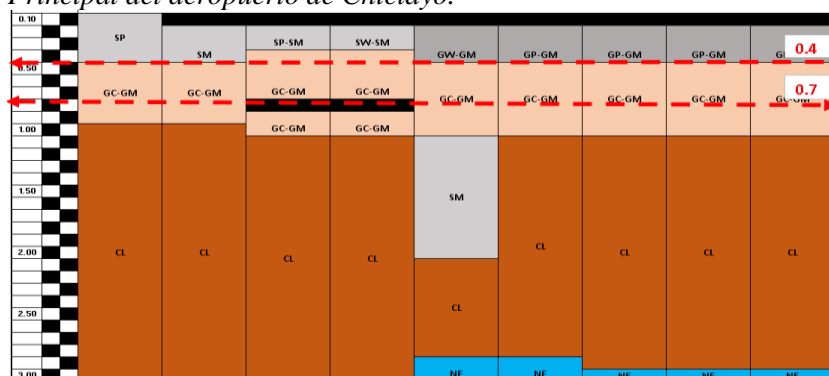 Principal del aeropuerto de Chiclayo.
0.10
SP SM SP-SM SW-SM GW-GM GP-GM GP-GM GP-GM 0.4
0.50
GC-GM GC-GM GC-GM GC-GM GC-GM GC-GM GC-GM GC-GM 0.7
1.00 GC-GM GC-GM
1.50 SM
2.00 CL CL CL CL CL CL CL CL
2.50 CL
3.00 NF NF NF NF NF